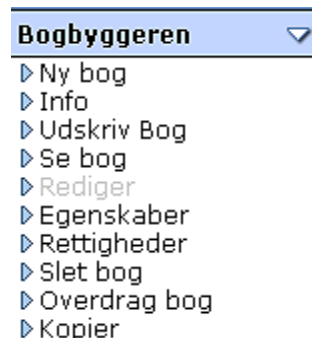 Bogbyggeren
Ny bog
Info
Udskriv Bog
Se bog
Rediger
Egenskaber
Rettigheder
Slet bog
Overdrag bog
Kopier